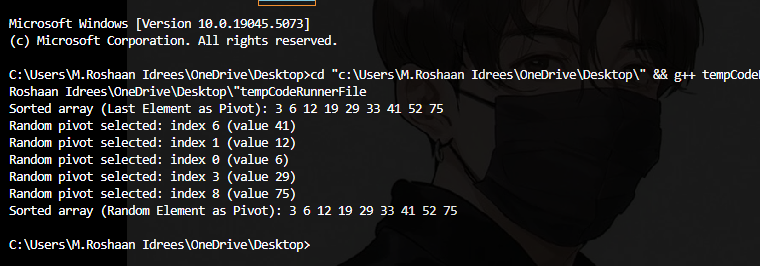 Microsoft Windows [Version 10.0.19045.5073]
(c) Microsoft Corporation. All rights reserved.
C:\Users\M.Roshaan Idrees\OneDrive\Desktop>cd "c:\Users\M.Roshaan Idrees\OneDrive\Desktop\" && g++ tempCodeR
Roshaan Idrees\OneDrive\Desktop\"tempCodeRunnerFile
Sorted array (Last Element as Pivot): 3 6 12 19 29 33 41 52 75
Random pivot selected: index 6 (value 41)
Random pivot selected: index 1 (value 12)
Random pivot selected: index 0 (value 6)
Random pivot selected: index 3 (value 29)
Random pivot selected: index 8 (value 75)
Sorted array (Random Element as Pivot): 3 6 12 19 29 33 41 52 75
C:\Users\M.Roshaan Idrees\OneDrive\Desktop>